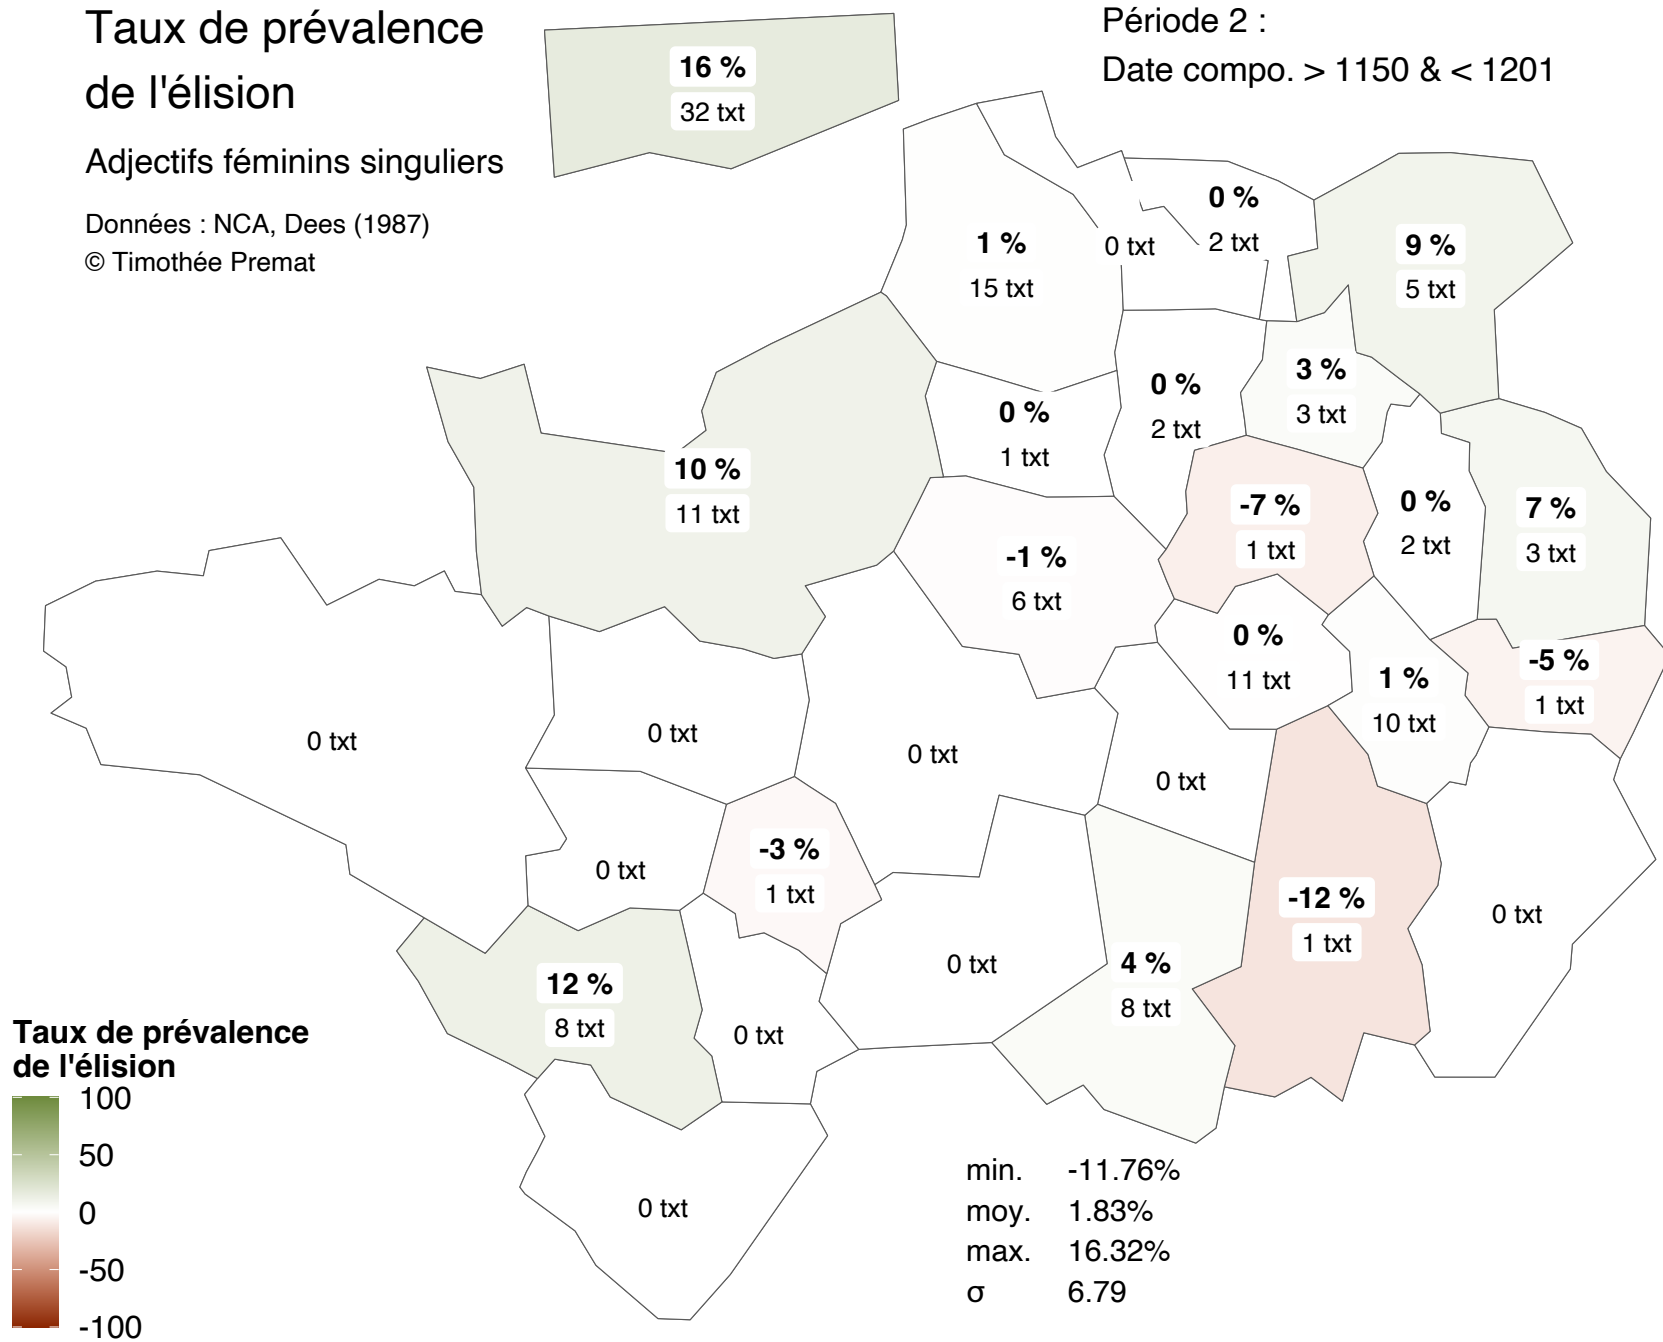 Taux de prévalence
de l'élision
Adjectifs féminins singuliers
Données : NCA, Dees (1987)
© Timothée Premat
Période 2 :
Date compo. > 1150 & < 1201
16 %
32 txt
1 %
15 txt
0 txt
0 %
2 txt
9 %
5 txt
10 %
11 txt
0 %
1 txt
0 %
2 txt
3 %
3 txt
-7 %
1 txt
0 %
2 txt
7 %
3 txt
-1 %
6 txt
0 %
11 txt
1 %
10 txt
-5 %
1 txt
0 txt
0 txt
0 txt
0 txt
0 txt
-3 %
1 txt
-12 %
1 txt
0 txt
12 %
8 txt
0 txt
0 txt
4 %
8 txt
0 txt
Taux de prévalence
de l'élision
100
50
0
-50
-100
min. -11.76%
moy. 1.83%
max. 16.32%
σ 6.79